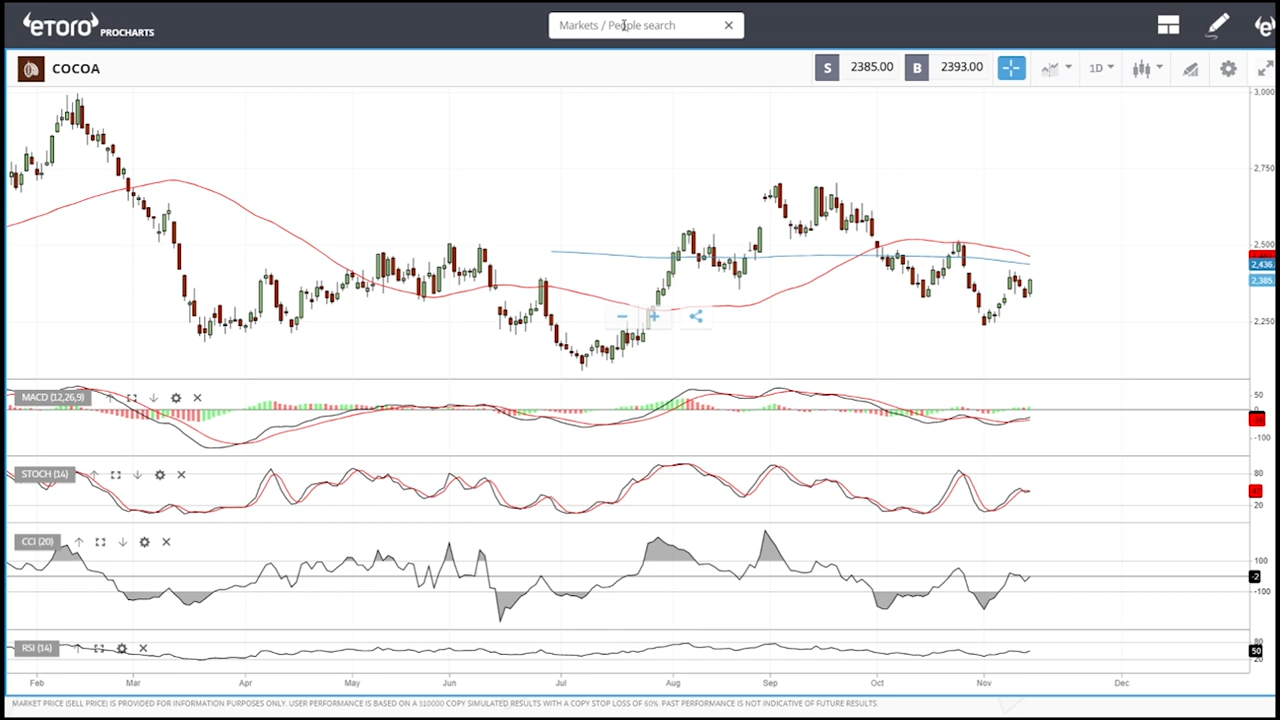 eToro PROCHARTS
Markets / People search
COCOA
S 2385.00 B 2393.00 1D
3,000
2,750
2,500
2,436
2,385
2,250
MACD (12,26,9)
50
0
-100
STOCH (14)
80
20
CCI (20)
100
-2
-100
RSI (14)
80
50
20
Feb Mar Apr May Jun Jul Aug Sep Oct Nov Dec
MARKET PRICE (SELL PRICE) IS PROVIDED FOR INFORMATION PURPOSES ONLY. USER PERFORMANCE IS BASED ON A $10000 COPY SIMULATED RESULTS WITH A COPY STOP LOSS OF 60%. PAST PERFORMANCE IS NOT INDICATIVE OF FUTURE RESULTS.